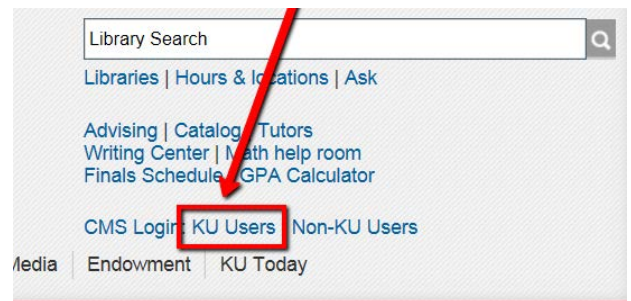 Library Search
Libraries | Hours & locations | Ask
Advising | Catalog | Tutors
Writing Center | Math help room
Finals Schedule | GPA Calculator
CMS Login: KU Users | Non-KU Users
Media | Endowment | KU Today